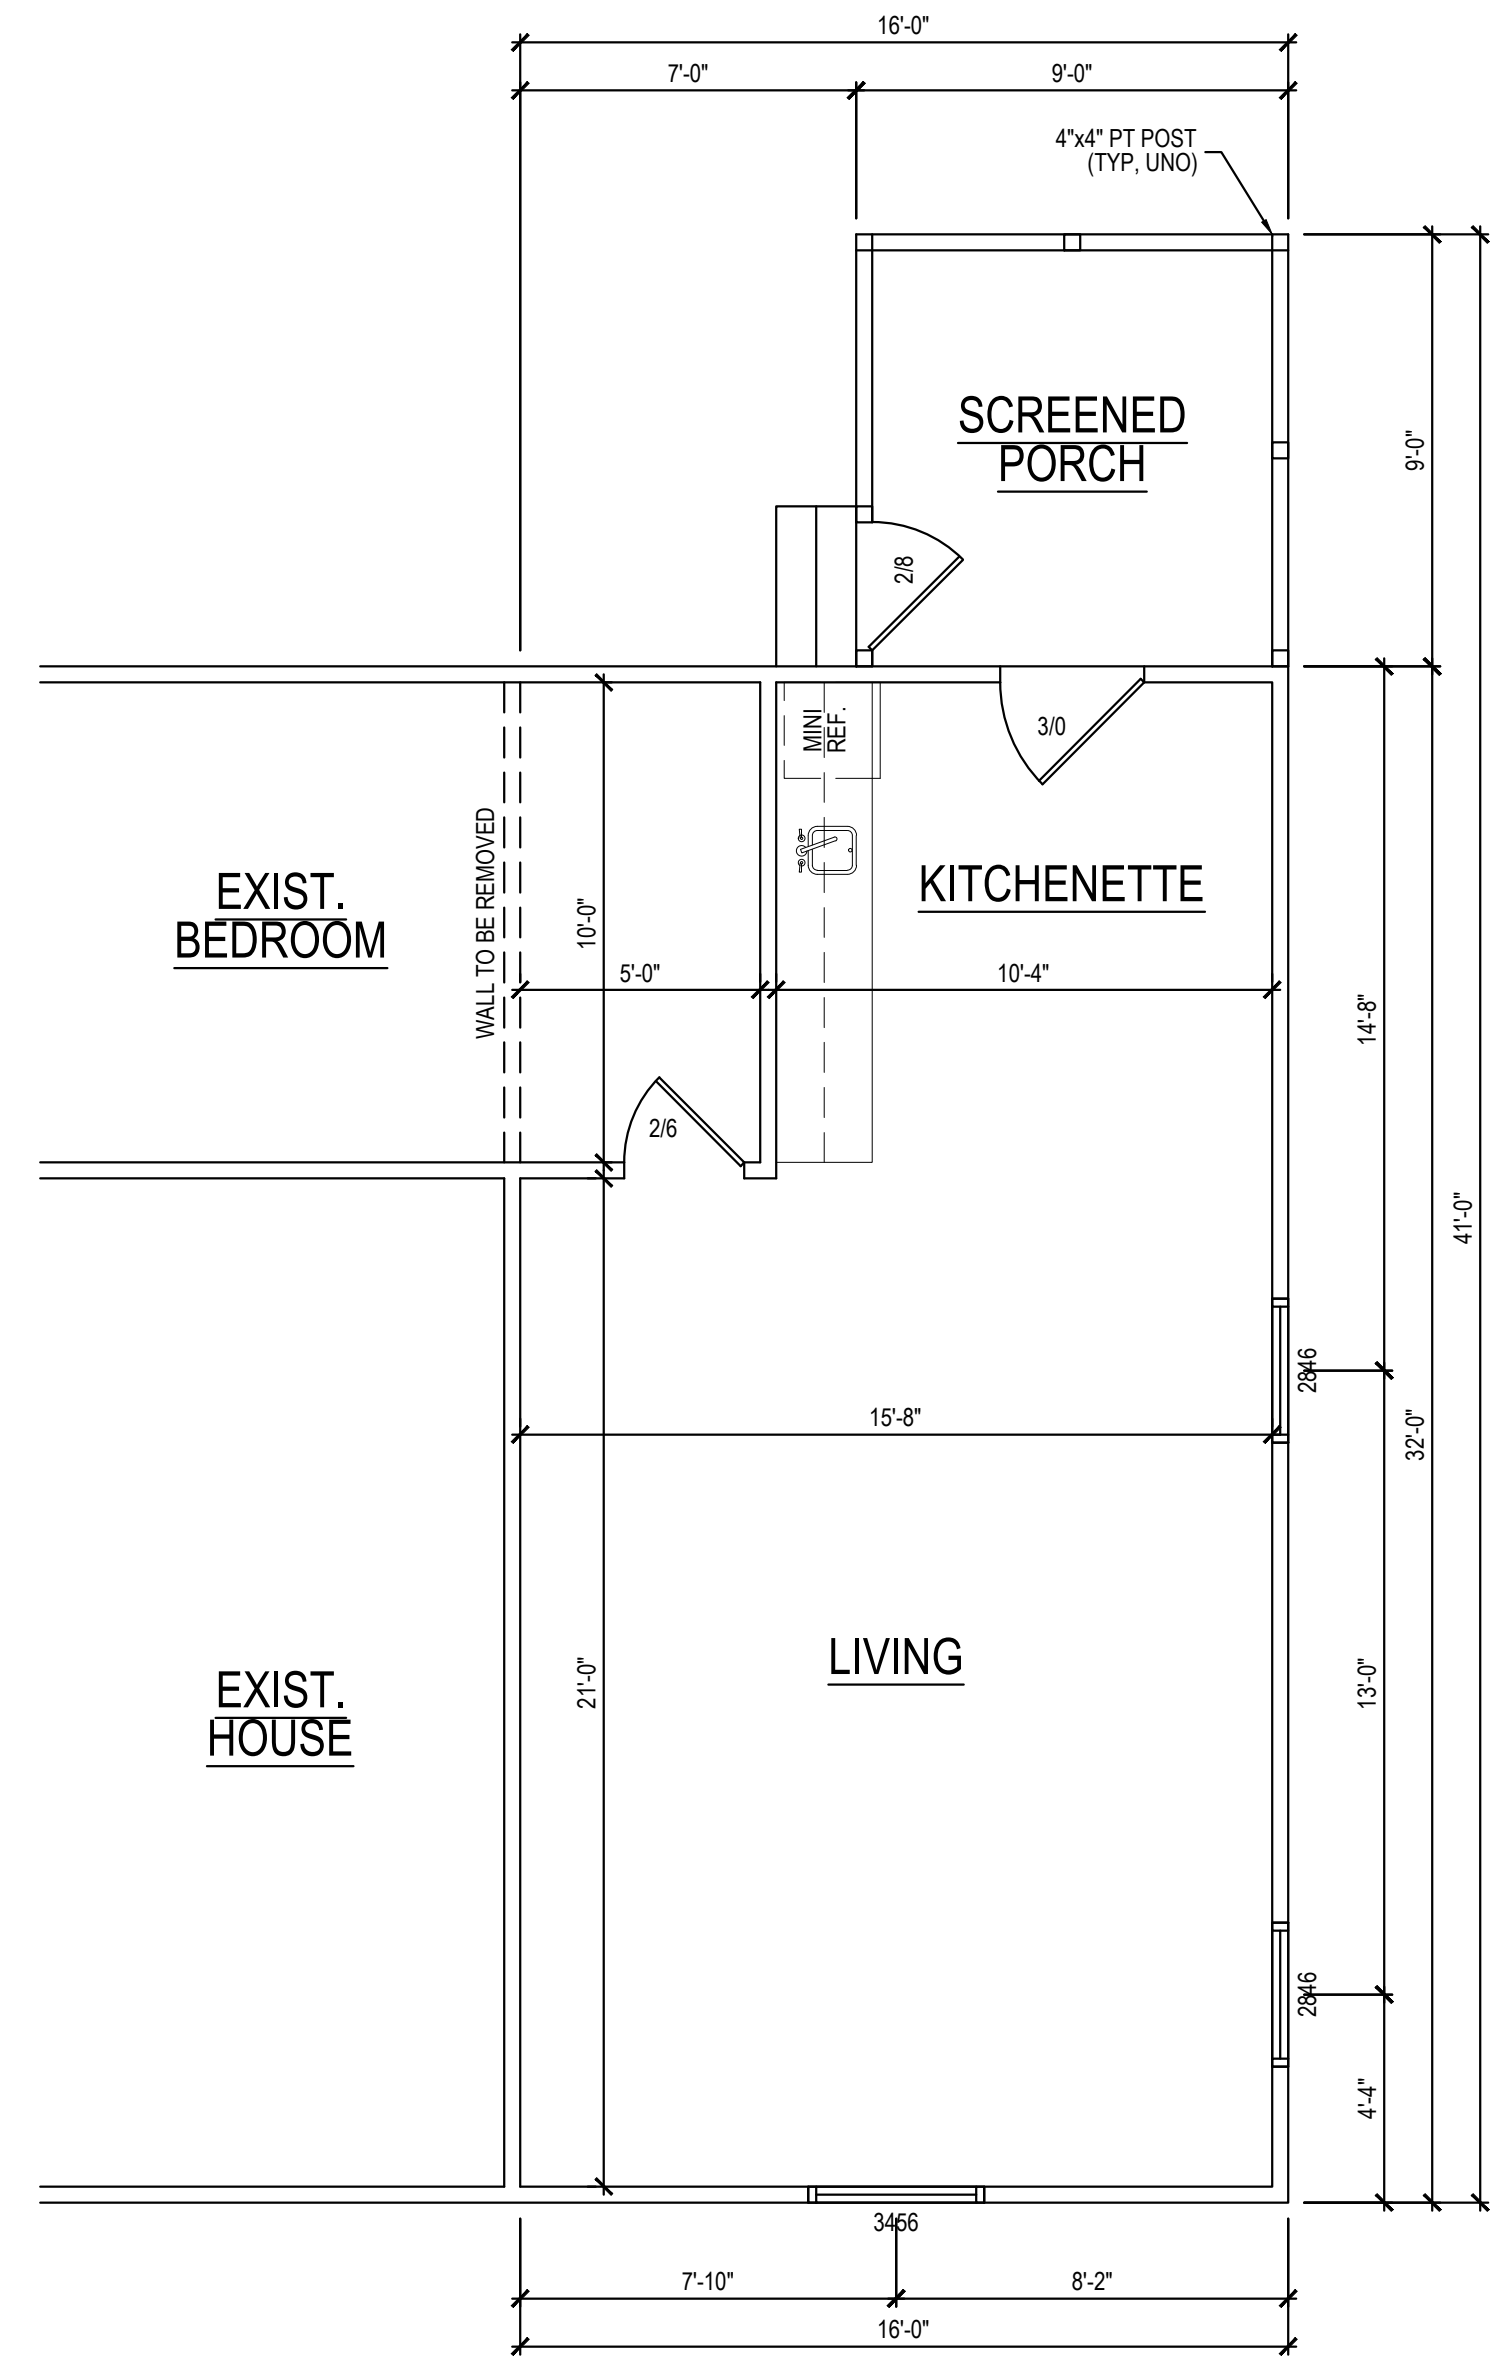 16'-0"
7'-0"
9'-0"
4"x4" PT POST
(TYP, UNO)
SCREENED
PORCH
9'-0"
2/8
MINI
REF.
3/0
WALL TO BE REMOVED
EXIST.
BEDROOM
10'-0"
KITCHENETTE
5'-0"
10'-4"
14'-8"
2/6
41'-0"
2846
15'-8"
32'-0"
LIVING
EXIST.
HOUSE
21'-0"
13'-0"
2846
4'-4"
3456
7'-10"
8'-2"
16'-0"